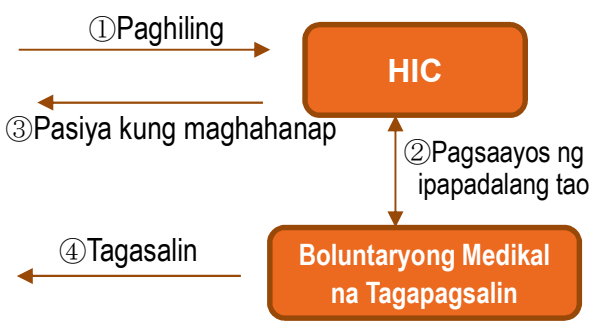 ①Paghiling
HIC
③Pasiya kung maghahanap
②Pagsaayos ng
ipapadalang tao
④Tagasalin
Boluntaryong Medikal
na Tagapagsalin